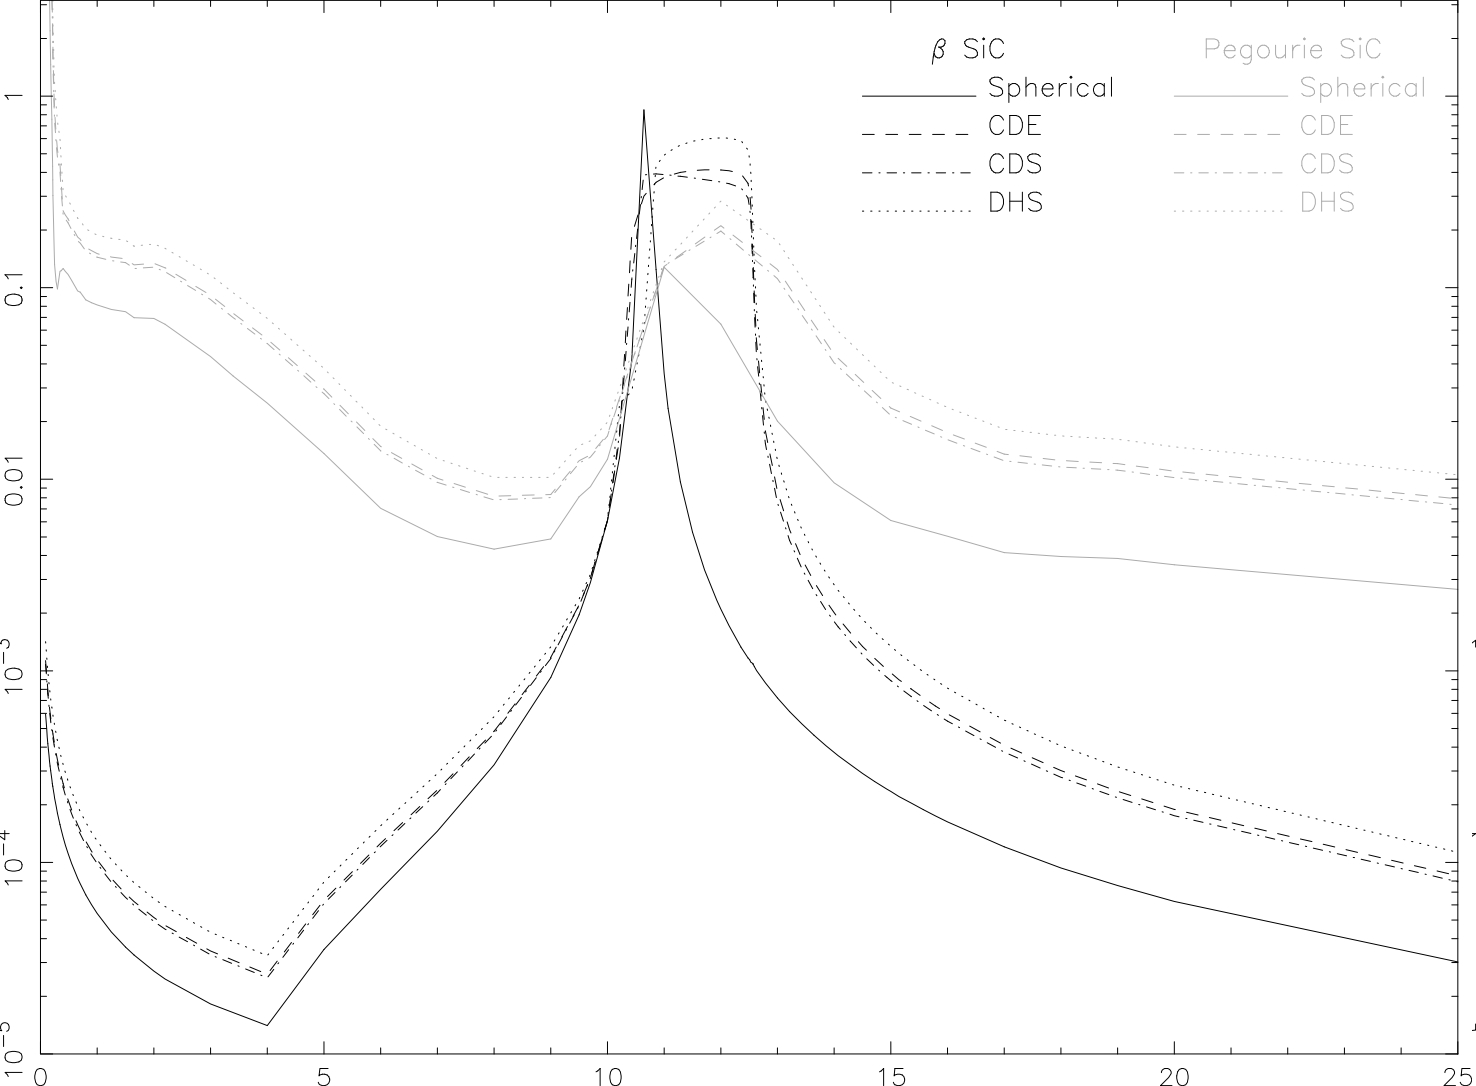 β SiC Pegourie SiC
Spherical Spherical
CDE CDE
CDS CDS
DHS DHS
1
0.1
0.01
10⁻³
10⁻⁴
10⁻⁵
0 5 10 15 20 25